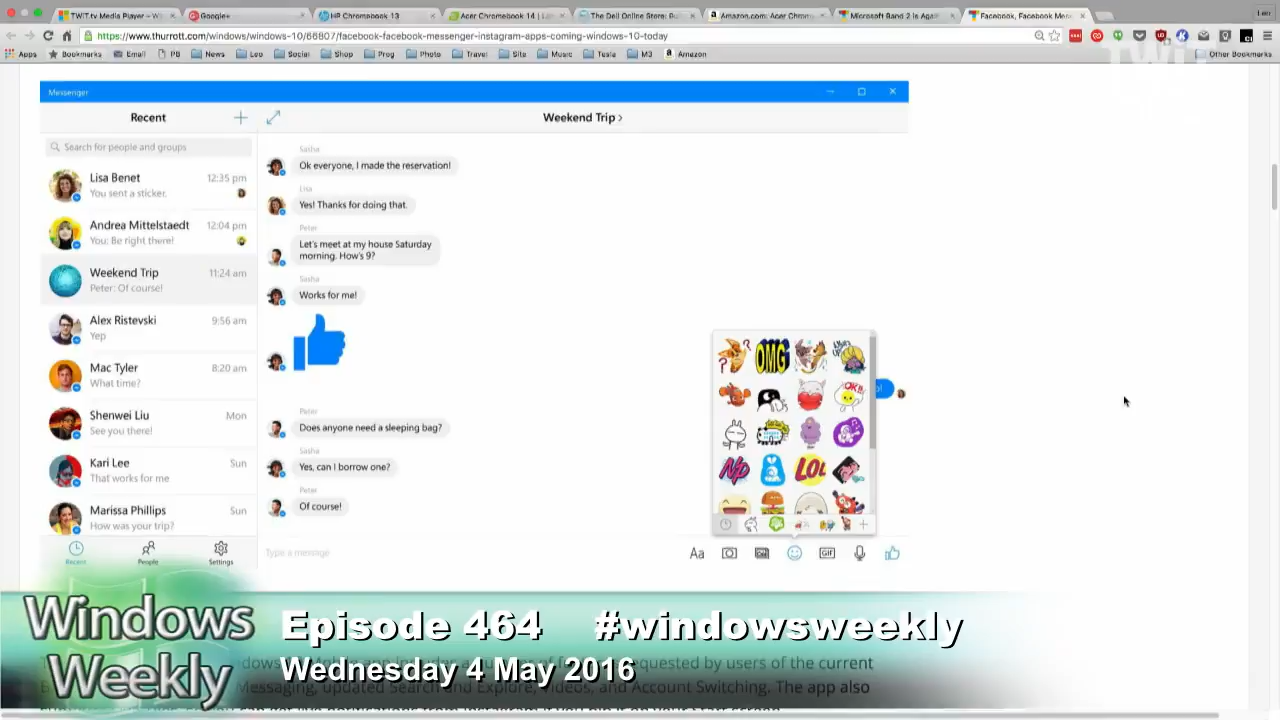 TWiT.tv Media Player – Wi
Google+
HP Chromebook 13
Acer Chromebook 14 | Lap
The Dell Online Store: Buil
Amazon.com: Acer Chromeb
Microsoft Band 2 Is Again
Facebook, Facebook Mess
Len
https://www.thurrott.com/windows/windows-10/66807/facebook-facebook-messenger-instagram-apps-coming-windows-10-today
Apps
Bookmarks
Email
PB
News
Leo
Social
Shop
Prog
Photo
Travel
Site
Music
Tesla
M3
Amazon
Other Bookmarks
TWiT
Messenger
Recent
Weekend Trip >
Search for people and groups
Lisa Benet 12:35 pm
You sent a sticker.
Andrea Mittelstaedt 12:04 pm
You: Be right there!
Weekend Trip 11:24 am
Peter: Of course!
Alex Ristevski 9:56 am
Yep
Mac Tyler 8:20 am
What time?
Shenwei Liu Mon
See you there!
Kari Lee Sun
That works for me
Marissa Phillips Sun
How was your trip?
Recent
People
Settings
Sasha
Ok everyone, I made the reservation!
Lisa
Yes! Thanks for doing that.
Peter
Let's meet at my house Saturday
morning. How's 9?
Sasha
Works for me!
Peter
Does anyone need a sleeping bag?
Sasha
Yes, can I borrow one?
Peter
Of course!
OMG
OK!!
NP
LOL
Type a message
Aa
GIF
Windows
Weekly
Episode 464 #windowsweekly
Wednesday 4 May 2016
requested by users of the current
Messaging, updated Search and Explore, Videos, and Account Switching. The app also